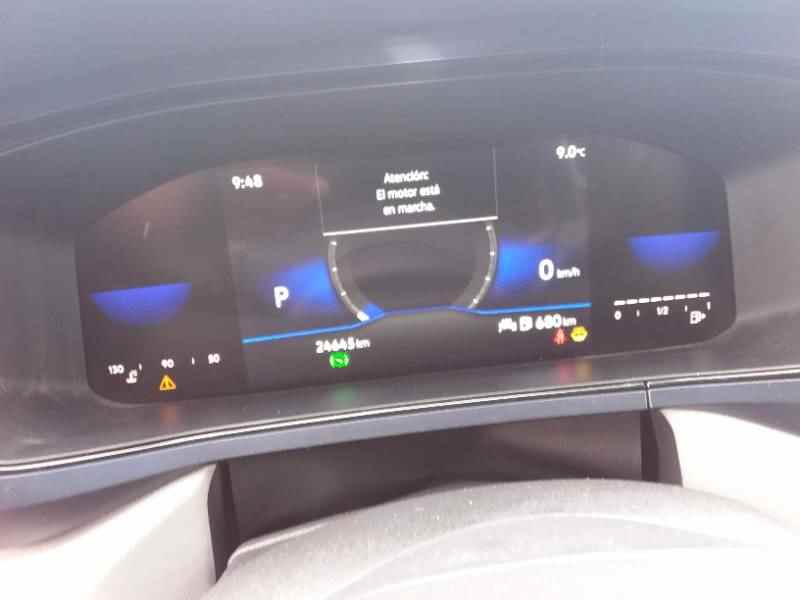 9:48
9.0°C
Atención:
El motor está
en marcha.
P
0 km/h
24645 km
680 km
130 90 50
0 1/2 1